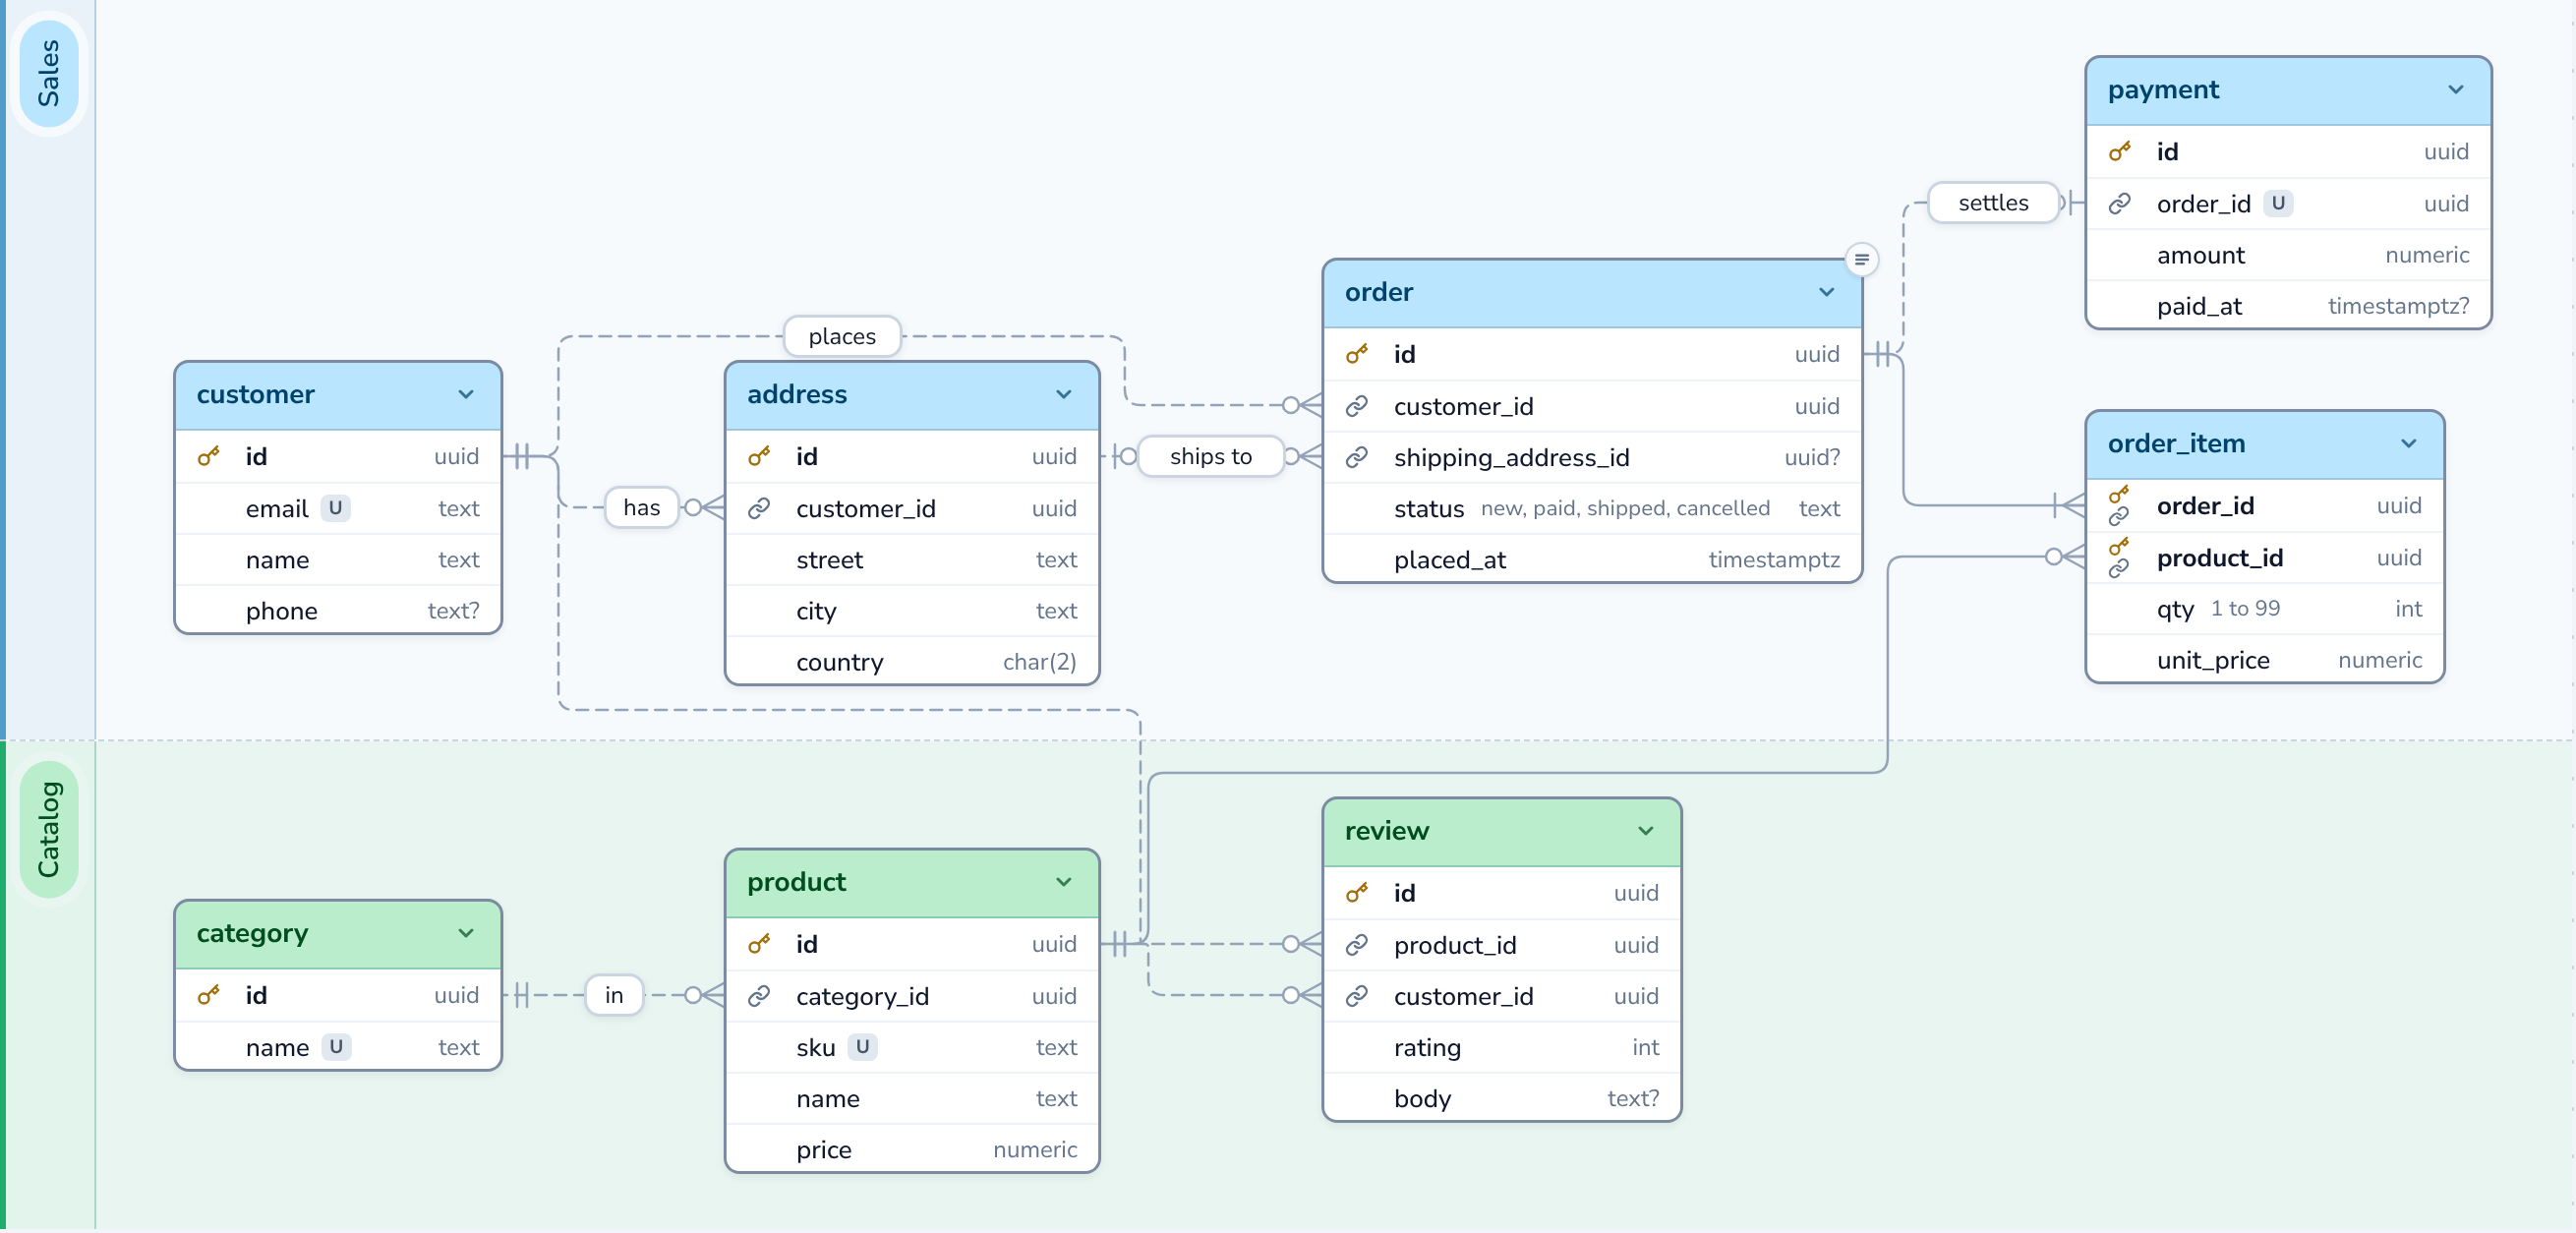 Sales
payment
id uuid
order_id U uuid
amount numeric
paid_at timestamptz?
settles
order
id uuid
customer_id uuid
shipping_address_id uuid?
status new, paid, shipped, cancelled text
placed_at timestamptz
places
customer
id uuid
email U text
name text
phone text?
has
address
id uuid
customer_id uuid
street text
city text
country char(2)
ships to
order_item
order_id uuid
product_id uuid
qty 1 to 99 int
unit_price numeric
Catalog
category
id uuid
name U text
in
product
id uuid
category_id uuid
sku U text
name text
price numeric
review
id uuid
product_id uuid
customer_id uuid
rating int
body text?